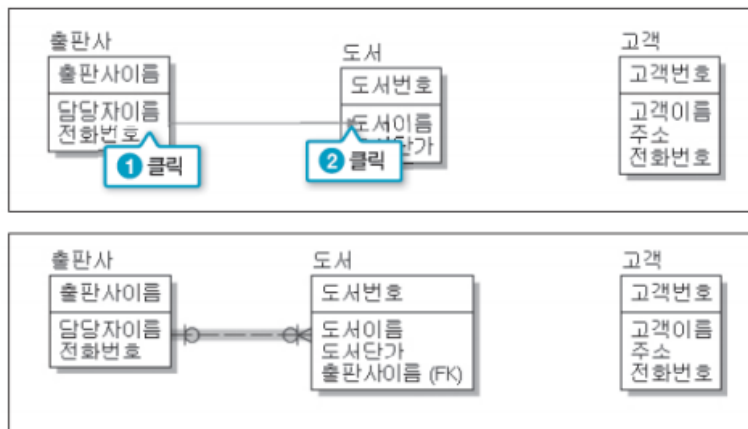 출판사
출판사이름
담당자이름
전화번호
1 클릭
도서
도서번호
도서이름
단가
2 클릭
고객
고객번호
고객이름
주소
전화번호
출판사
출판사이름
담당자이름
전화번호
도서
도서번호
도서이름
도서단가
출판사이름 (FK)
고객
고객번호
고객이름
주소
전화번호